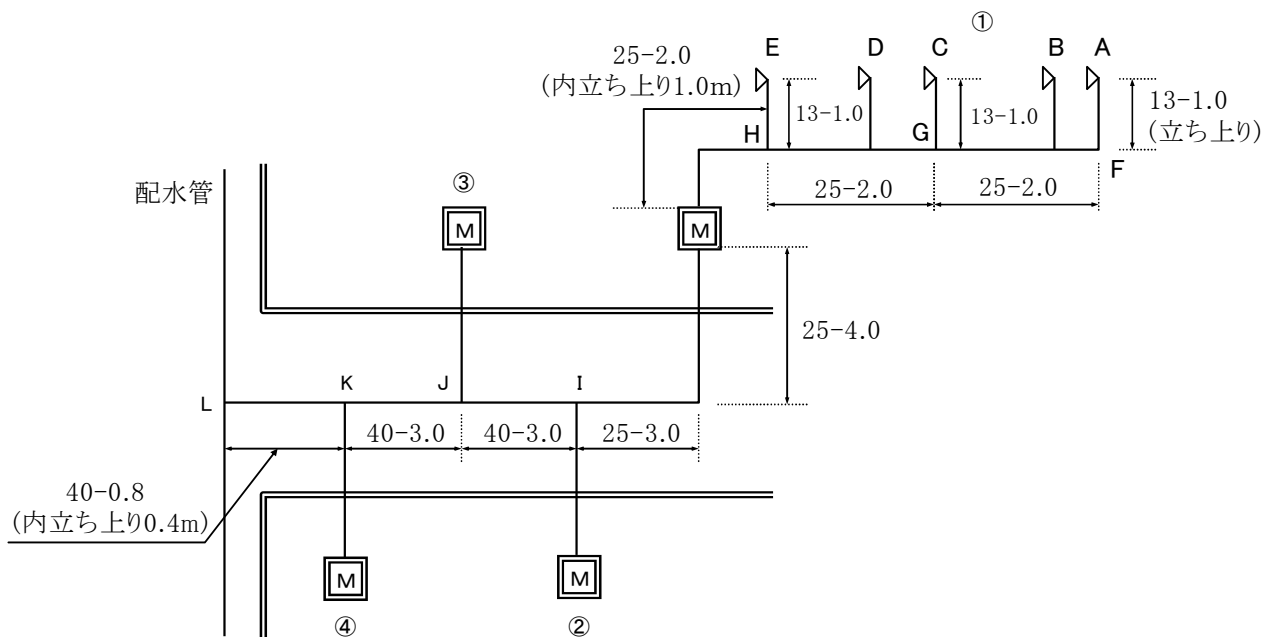 ①
E D C B A
25-2.0
(内立ち上り1.0m)
13-1.0
13-1.0
13-1.0
(立ち上り)
H
G
F
25-2.0
25-2.0
配水管
③
M
M
25-4.0
L
K
J
I
40-3.0
40-3.0
25-3.0
40-0.8
(内立ち上り0.4m)
M
M
④
②